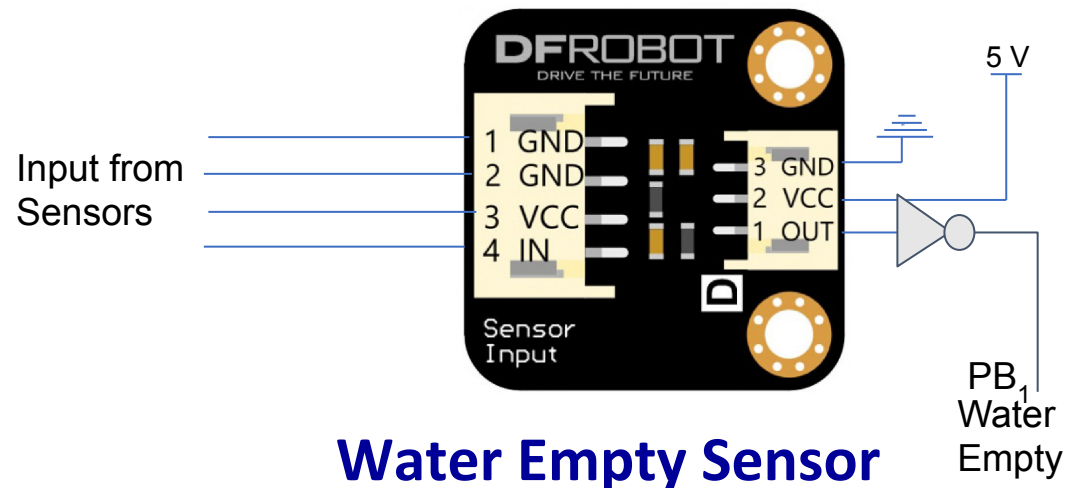 DFROBOT
DRIVE THE FUTURE
5 V
Input from
Sensors
1 GND
2 GND
3 VCC
4 IN
3 GND
2 VCC
1 OUT
D
Sensor
Input
PB₁
Water
Empty
Water Empty Sensor